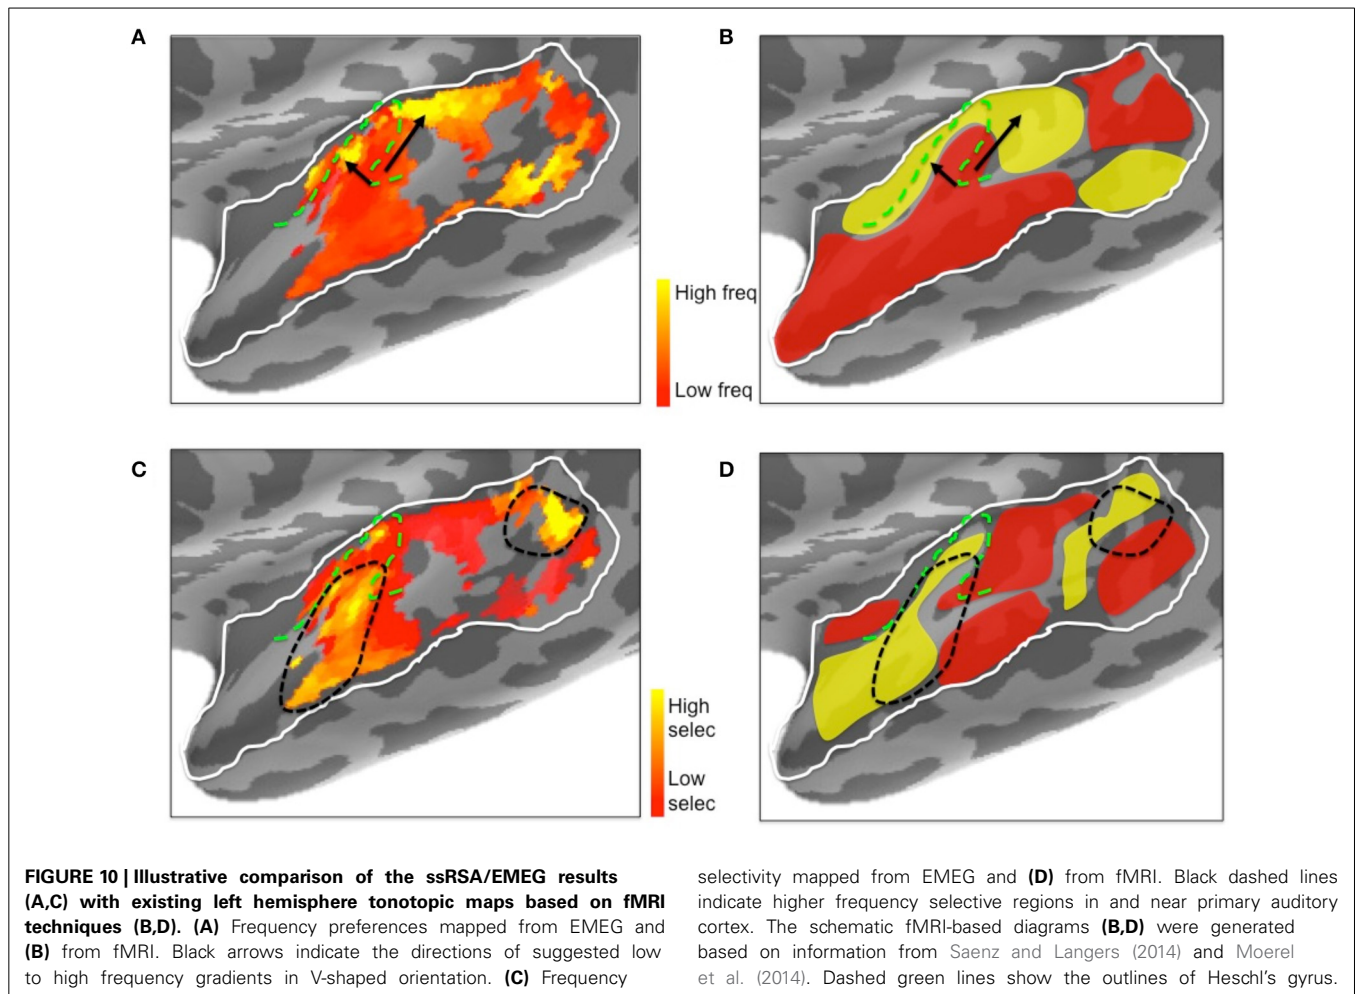 A
B
High freq
Low freq
C
D
High
selec
Low
selec
FIGURE 10 | Illustrative comparison of the ssRSA/EMEG results
(A,C) with existing left hemisphere tonotopic maps based on fMRI
techniques (B,D). (A) Frequency preferences mapped from EMEG and
(B) from fMRI. Black arrows indicate the directions of suggested low
to high frequency gradients in V-shaped orientation. (C) Frequency
selectivity mapped from EMEG and (D) from fMRI. Black dashed lines
indicate higher frequency selective regions in and near primary auditory
cortex. The schematic fMRI-based diagrams (B,D) were generated
based on information from Saenz and Langers (2014) and Moerel
et al. (2014). Dashed green lines show the outlines of Heschl's gyrus.